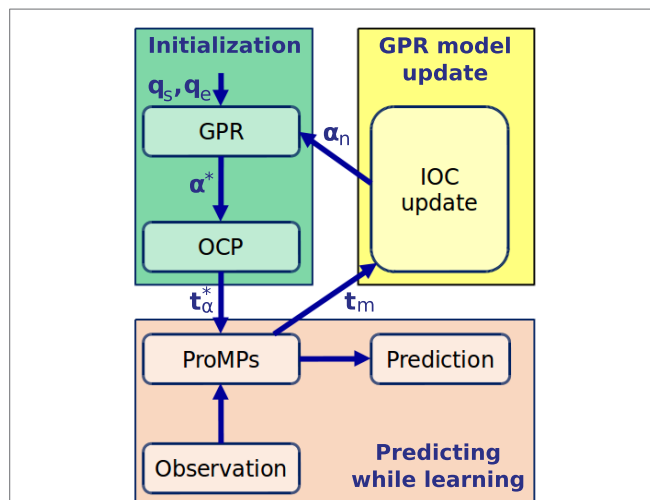 Initialization
GPR model
update
qs,qe
GPR
αn
IOC
update
α*
OCP
t*α
tm
ProMPs
Prediction
Observation
Predicting
while learning